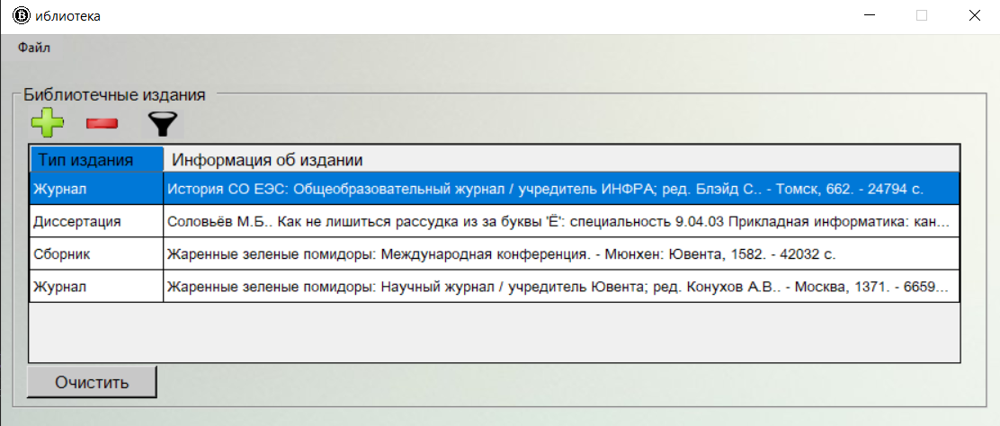 иблиотека
Файл
Библиотечные издания
Тип издания Информация об издании
Журнал История СО ЕЭС: Общеобразовательный журнал / учредитель ИНФРА; ред. Блэйд С.. - Томск, 662. - 24794 с.
Диссертация Соловьёв М.Б.. Как не лишиться рассудка из за буквы 'Ё': специальность 9.04.03 Прикладная информатика: кан...
Сборник Жаренные зеленые помидоры: Международная конференция. - Мюнхен: Ювента, 1582. - 42032 с.
Журнал Жаренные зеленые помидоры: Научный журнал / учредитель Ювента; ред. Конухов А.В.. - Москва, 1371. - 6659...
Очистить